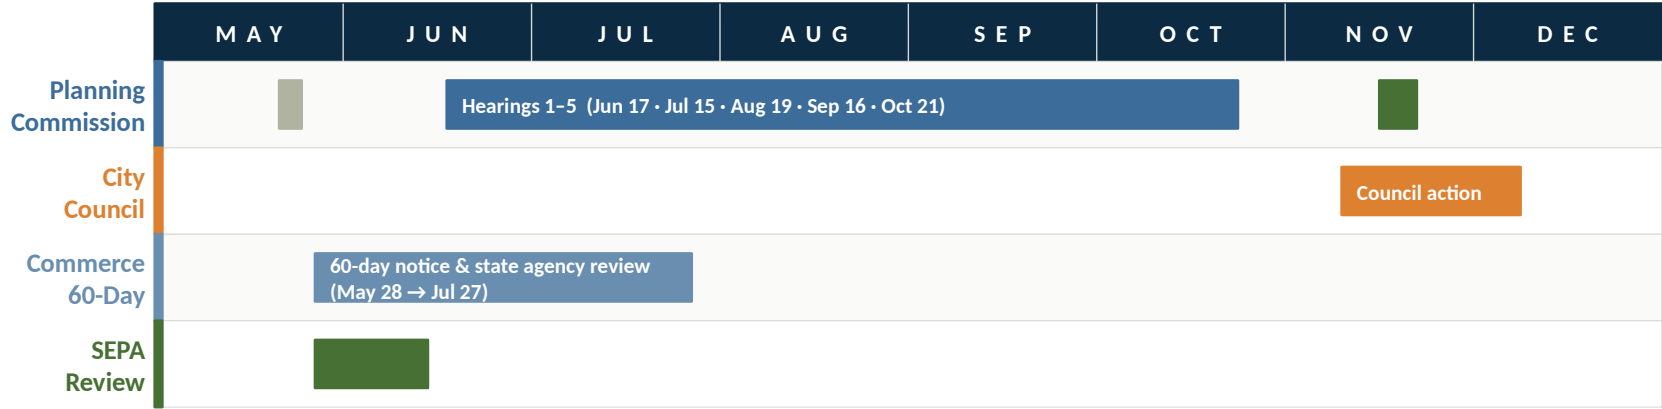 MAY JUN JUL AUG SEP OCT NOV DEC
Planning
Commission
Hearings 1–5 (Jun 17 · Jul 15 · Aug 19 · Sep 16 · Oct 21)
City
Council
Council action
Commerce
60-Day
60-day notice & state agency review
(May 28 → Jul 27)
SEPA
Review